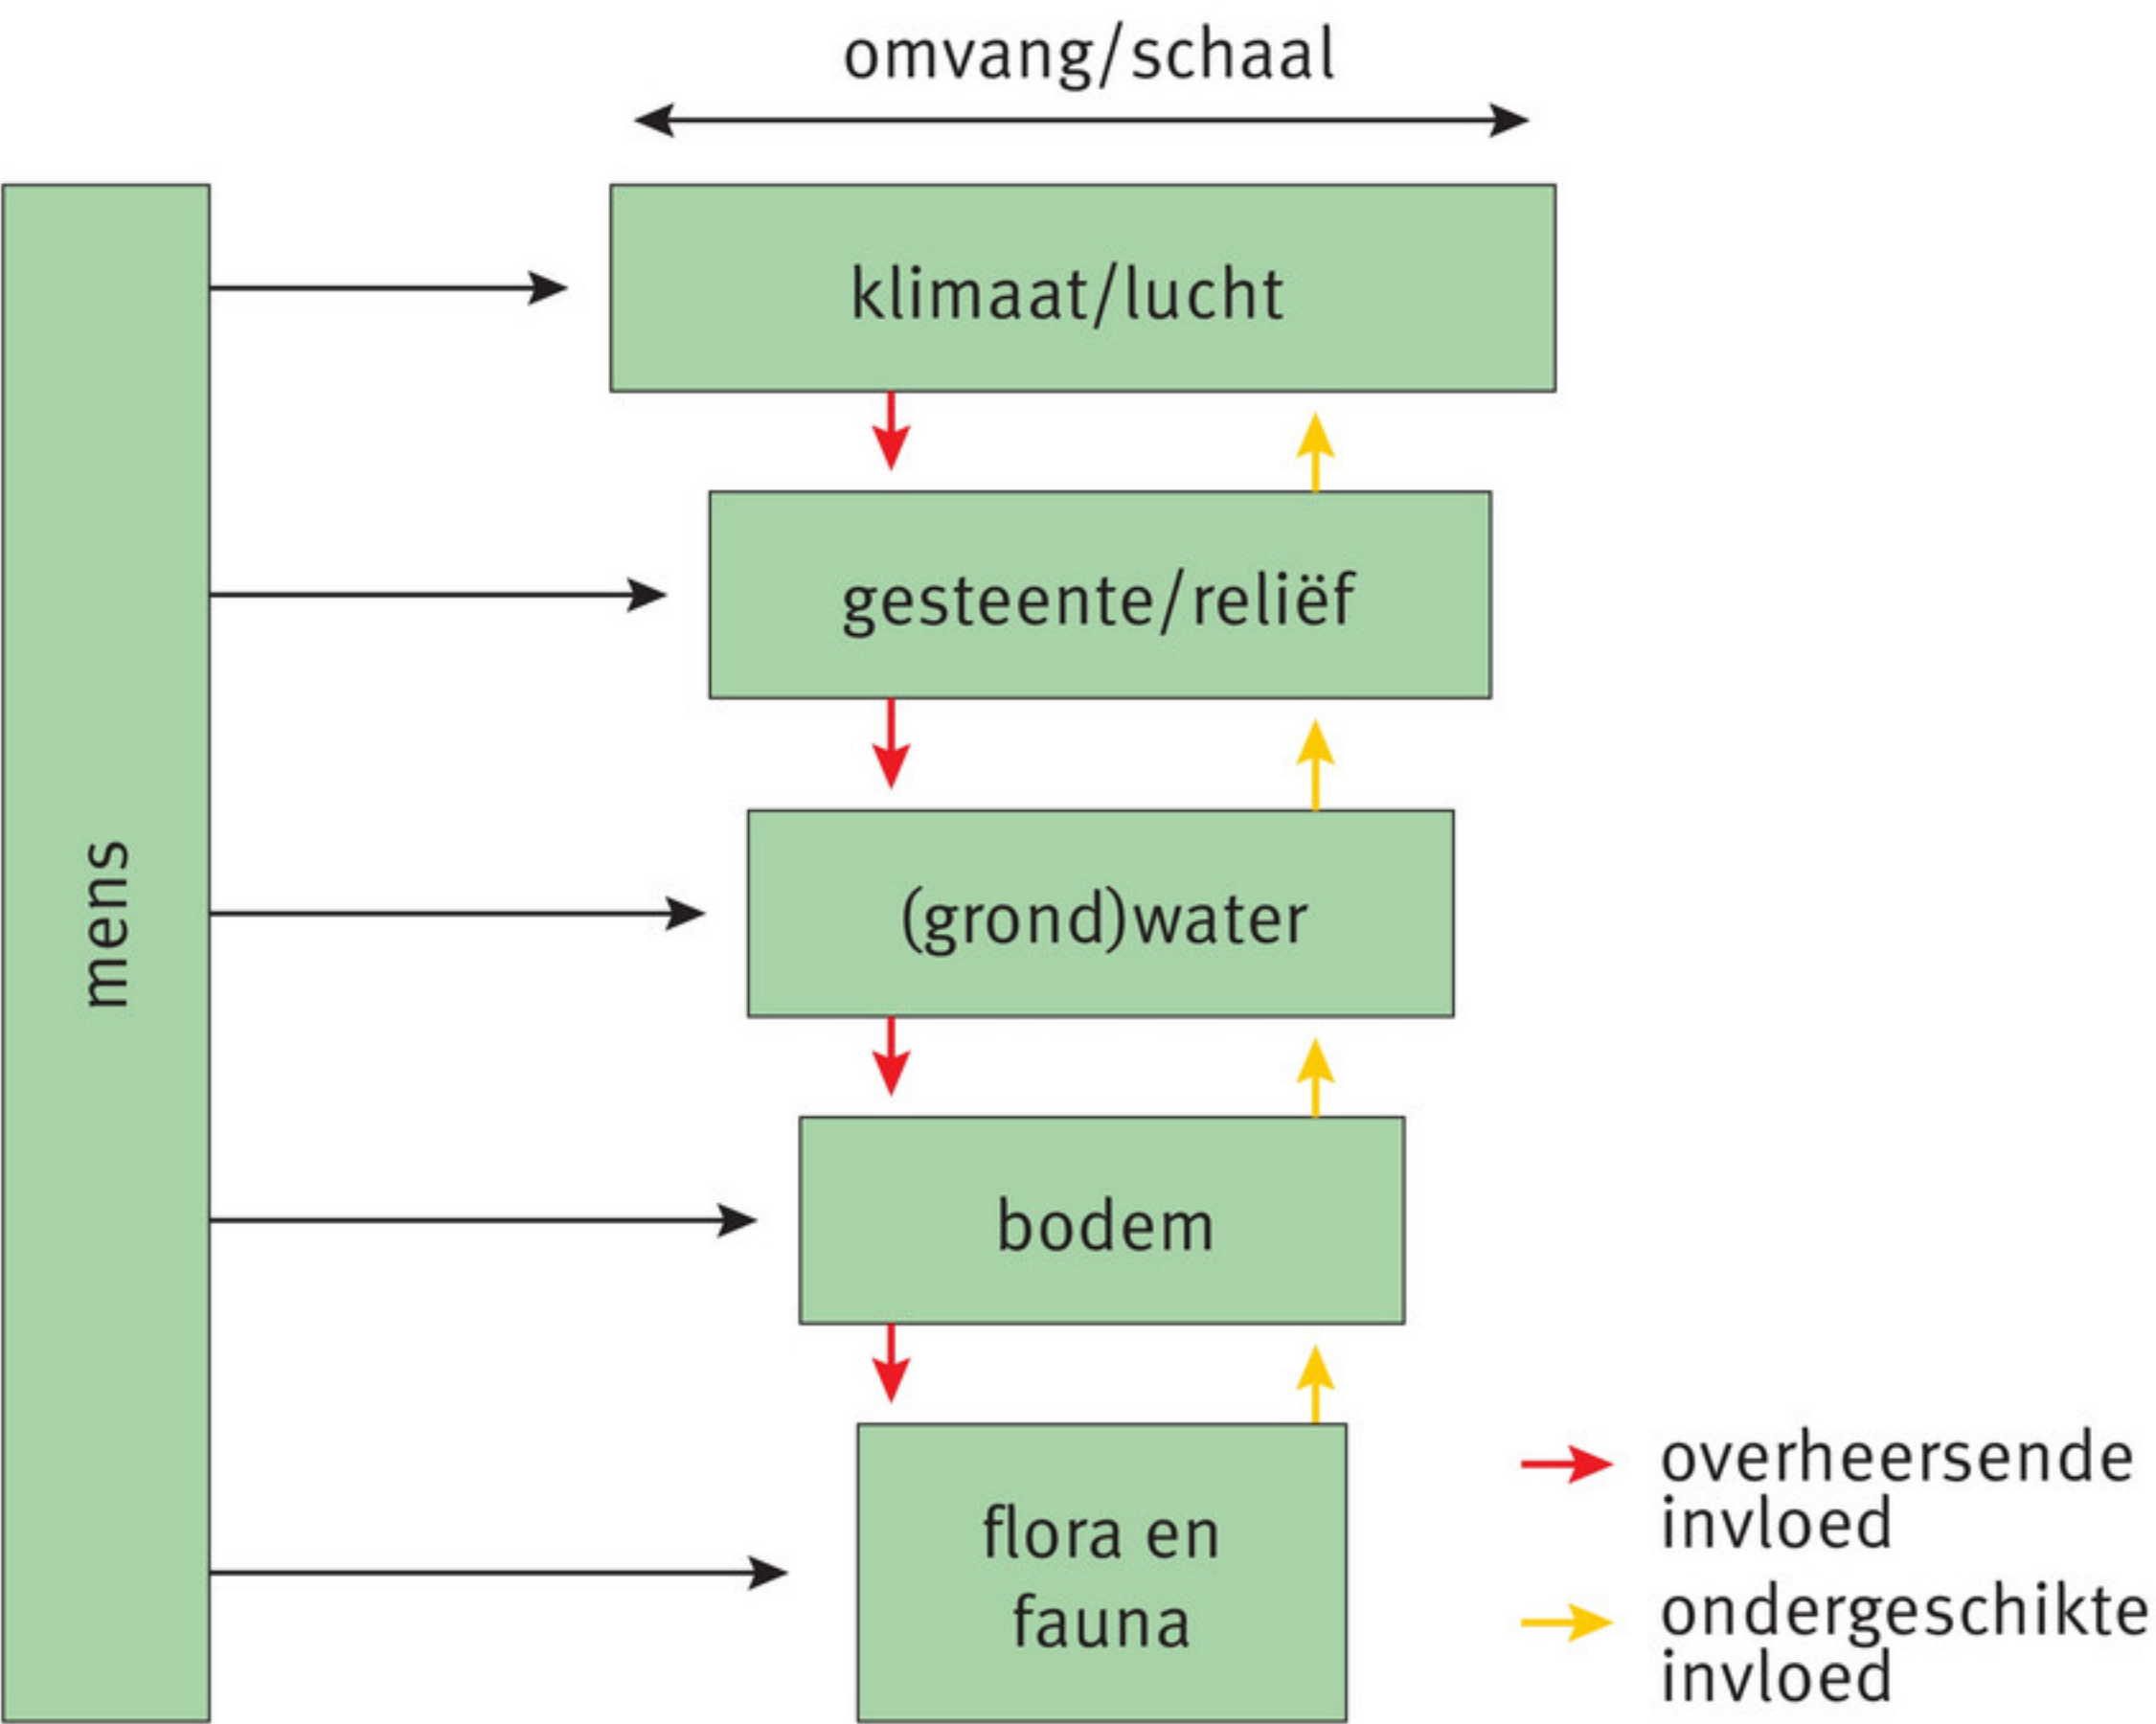 omvang/schaal
mens
klimaat/lucht
gesteente/reliëf
(grond)water
bodem
flora en
fauna
overheersende
invloed
ondergeschikte
invloed